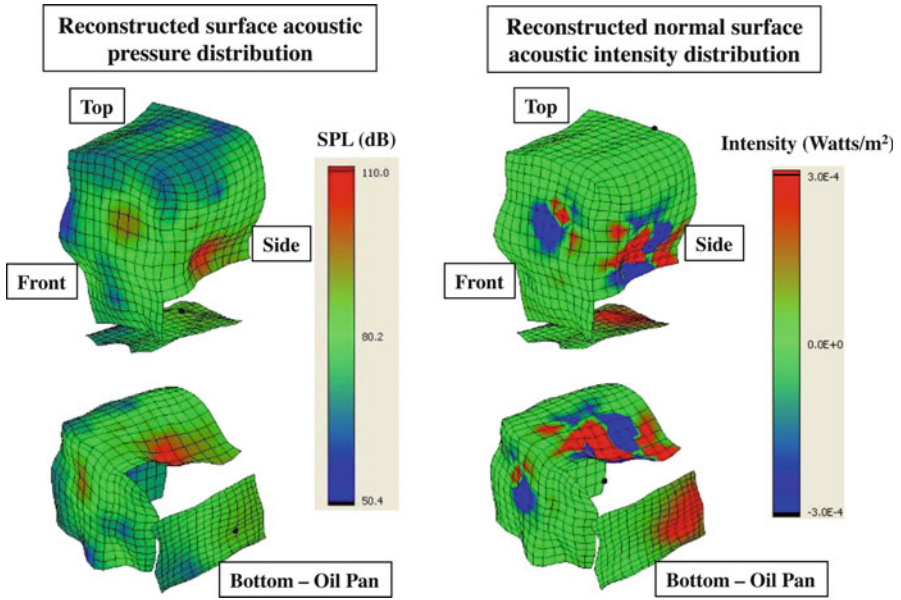 Reconstructed surface acoustic
pressure distribution
Top
SPL (dB)
110.0
Side
Front
80.2
50.4
Bottom – Oil Pan
Reconstructed normal surface
acoustic intensity distribution
Top
Intensity (Watts/m²)
3.0E-4
Side
Front
0.0E+0
-3.0E-4
Bottom – Oil Pan